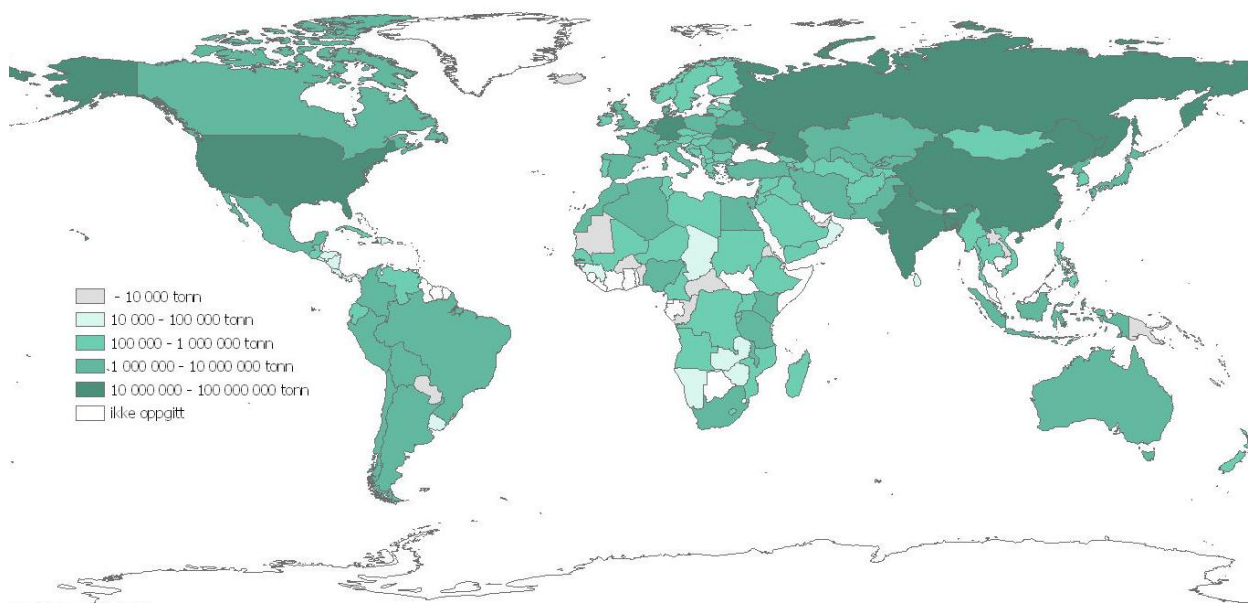 - 10 000 tonn
10 000 - 100 000 tonn
100 000 - 1 000 000 tonn
1 000 000 - 10 000 000 tonn
10 000 000 - 100 000 000 tonn
ikke oppgitt